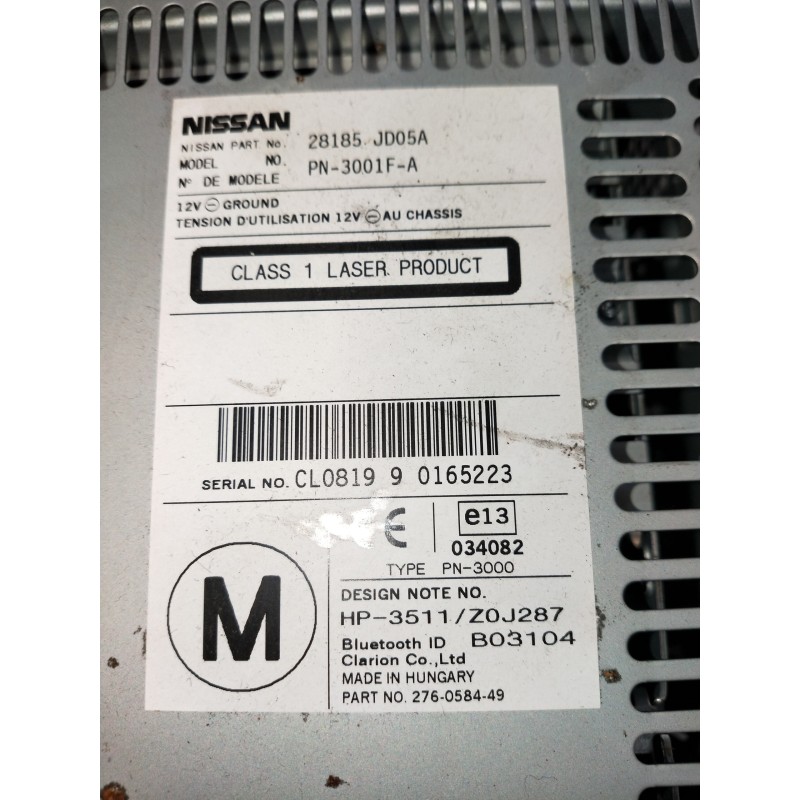 NISSAN
NISSAN PART No. 28185 JD05A
MODEL NO. PN-3001F-A
N° DE MODELE
12V ⊖ GROUND
TENSION D'UTILISATION 12V ⊖ AU CHASSIS
CLASS 1 LASER PRODUCT
SERIAL NO. CL0819 9 0165223
CE e13
034082
TYPE PN-3000
M
DESIGN NOTE NO.
HP-3511/Z0J287
Bluetooth ID B03104
Clarion Co.,Ltd
MADE IN HUNGARY
PART NO. 276-0584-49